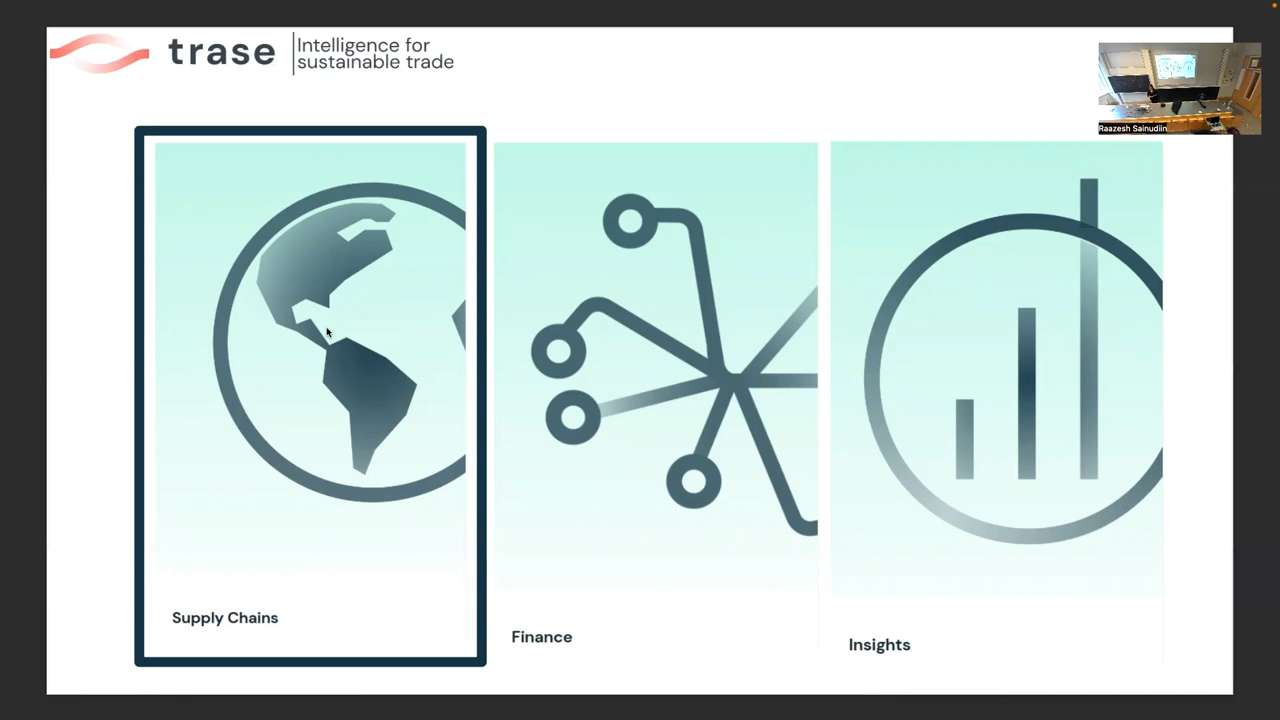 trase
Intelligence for
sustainable trade
Raazesh Sainudiin
Supply Chains
Finance
Insights